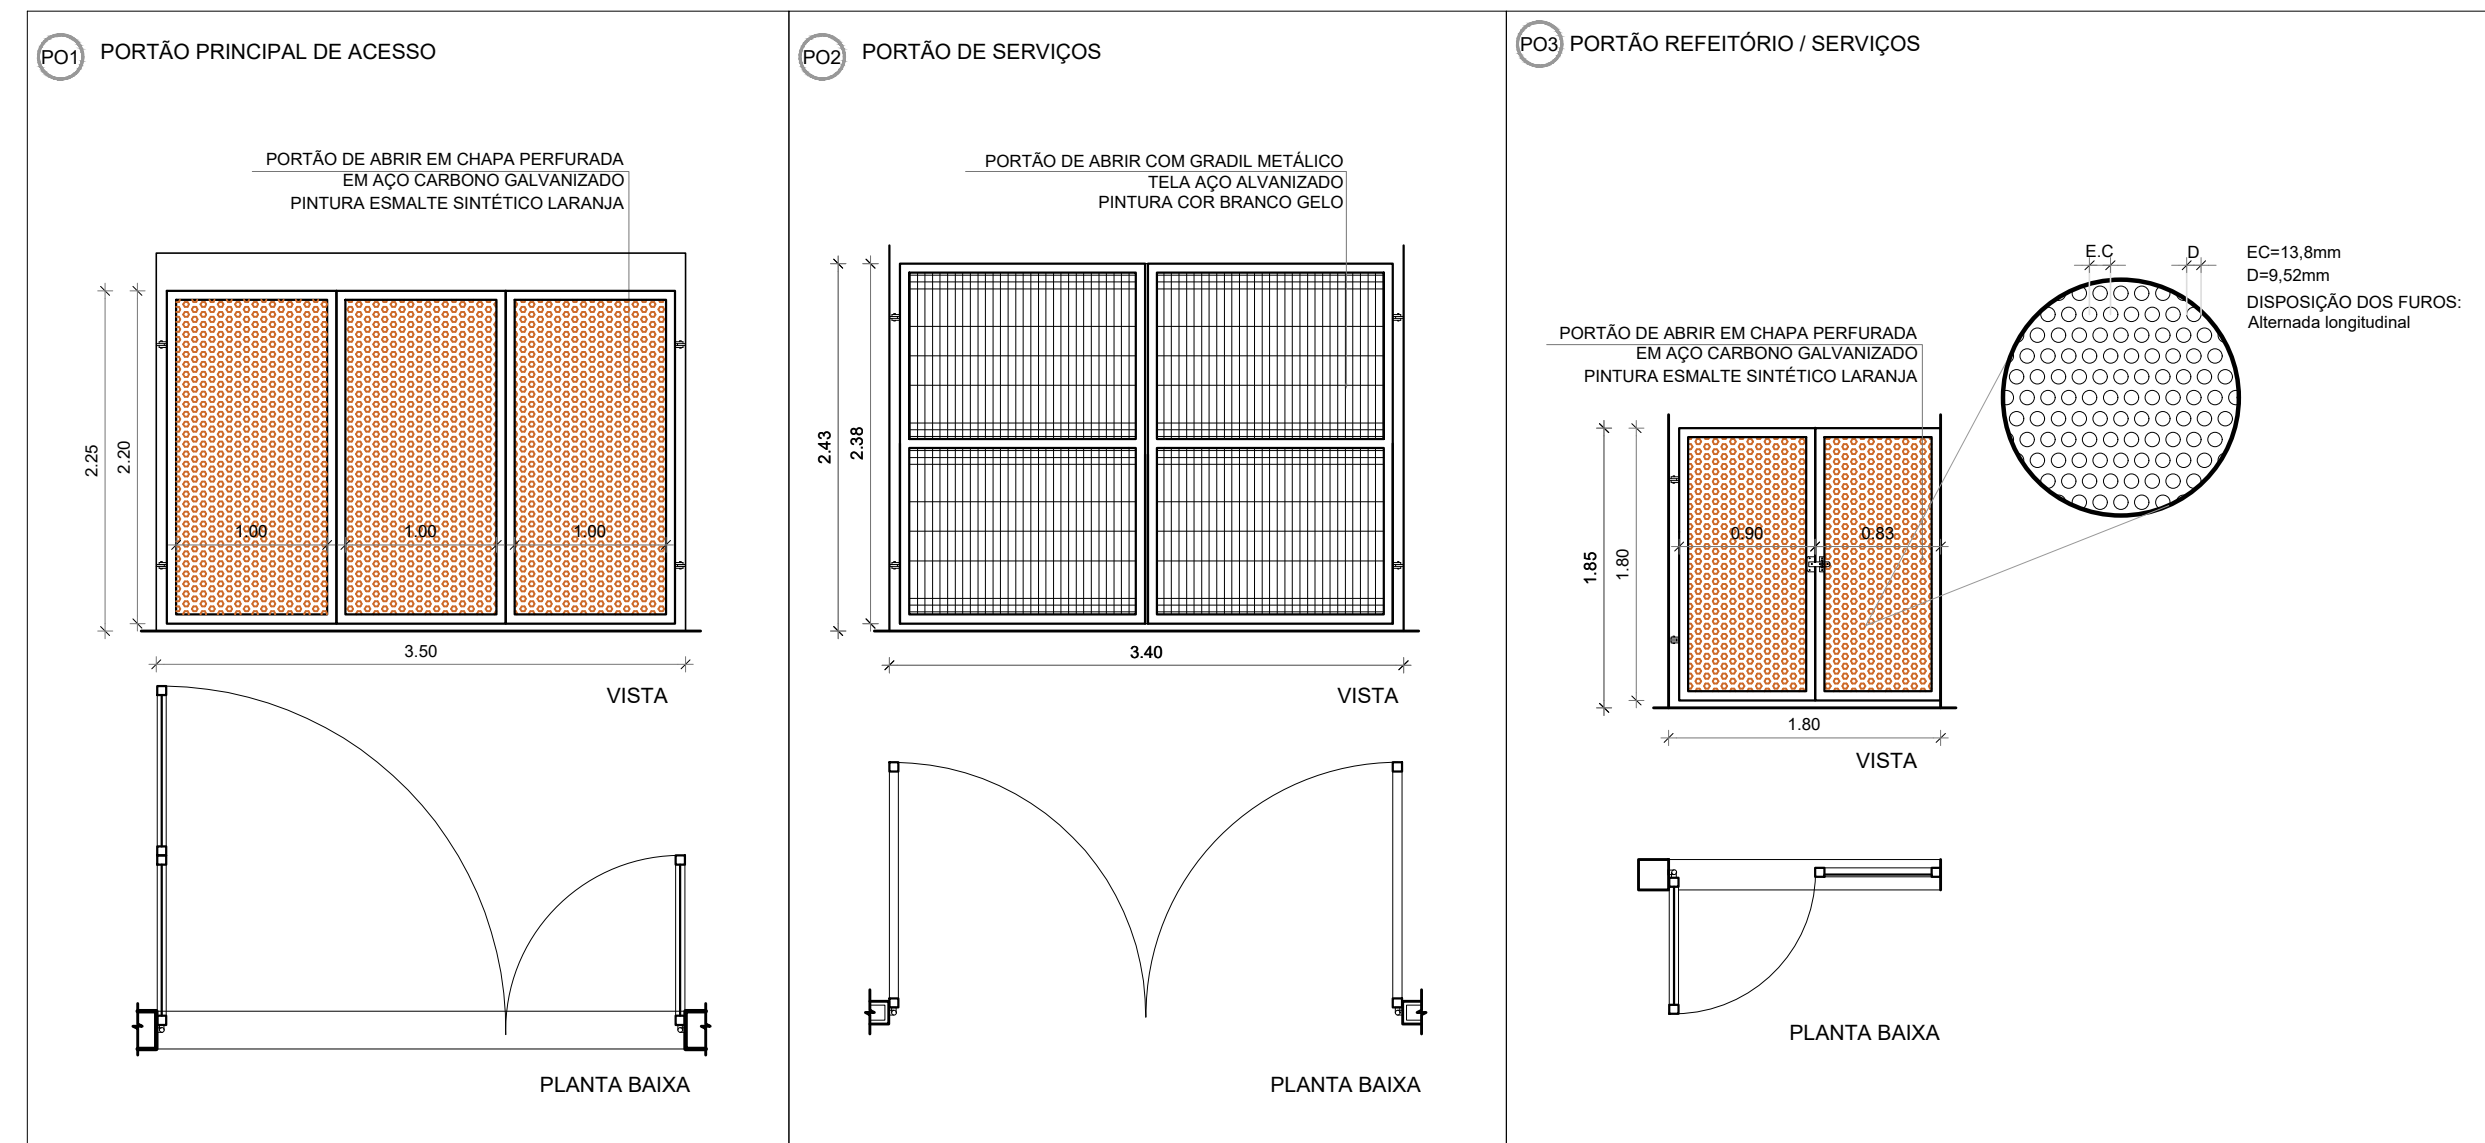 PO1 PORTÃO PRINCIPAL DE ACESSO
PORTÃO DE ABRIR EM CHAPA PERFURADA
EM AÇO CARBONO GALVANIZADO
PINTURA ESMALTE SINTÉTICO LARANJA
2.25
2.20
1.00
1.00
1.00
3.50
VISTA
PLANTA BAIXA
PO2 PORTÃO DE SERVIÇOS
PORTÃO DE ABRIR COM GRADIL METÁLICO
TELA AÇO ALVANIZADO
PINTURA COR BRANCO GELO
2.43
2.38
3.40
VISTA
PLANTA BAIXA
PO3 PORTÃO REFEITÓRIO / SERVIÇOS
E.C
D
EC=13,8mm
D=9,52mm
DISPOSIÇÃO DOS FUROS:
Alternada longitudinal
PORTÃO DE ABRIR EM CHAPA PERFURADA
EM AÇO CARBONO GALVANIZADO
PINTURA ESMALTE SINTÉTICO LARANJA
1.85
1.80
0.90
0.83
1.80
VISTA
PLANTA BAIXA